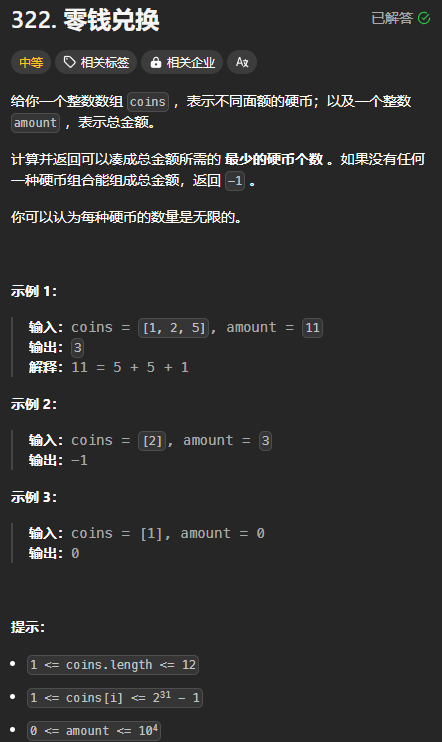 322. 零钱兑换
已解答
中等
相关标签
相关企业
Aä
给你一个整数数组 coins ，表示不同面额的硬币；以及一个整数
amount ，表示总金额。
计算并返回可以凑成总金额所需的 最少的硬币个数 。如果没有任何
一种硬币组合能组成总金额，返回 -1 。
你可以认为每种硬币的数量是无限的。
示例 1：
输入：coins = [1, 2, 5], amount = 11
输出：3
解释：11 = 5 + 5 + 1
示例 2：
输入：coins = [2], amount = 3
输出：-1
示例 3：
输入：coins = [1], amount = 0
输出：0
提示：
1 <= coins.length <= 12
1 <= coins[i] <= 2³¹ - 1
0 <= amount <= 10⁴